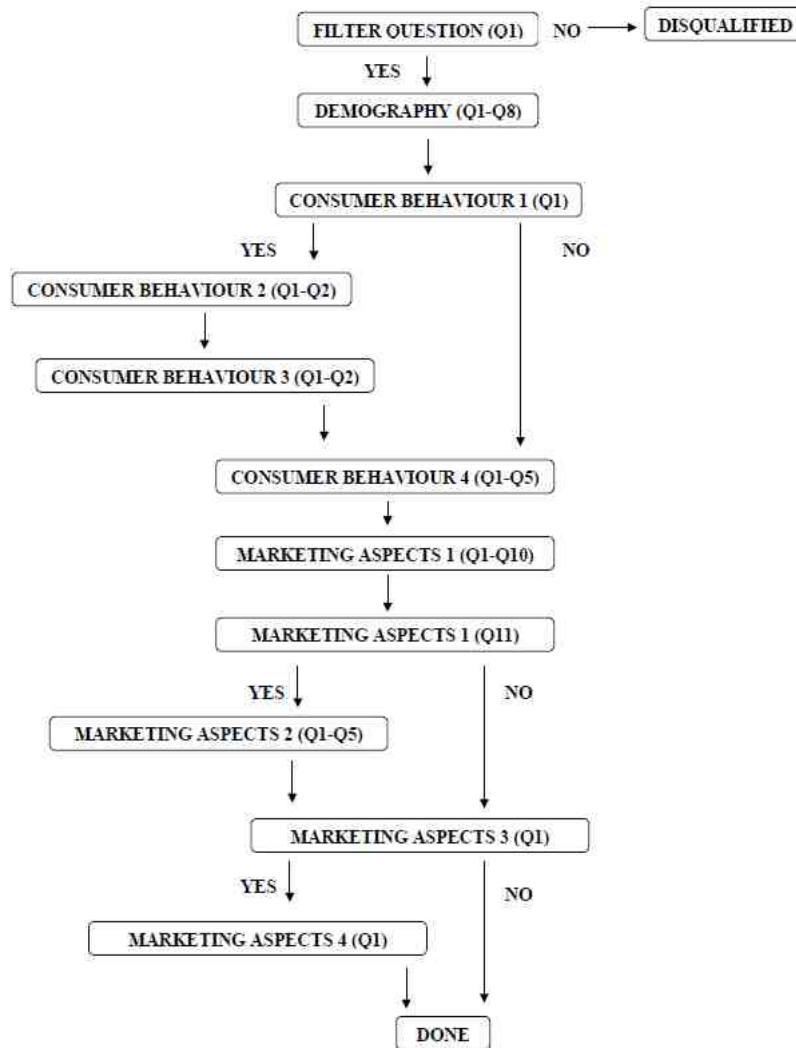 FILTER QUESTION (Q1) NO DISQUALIFIED
YES
DEMOGRAPHY (Q1-Q8)
CONSUMER BEHAVIOUR 1 (Q1)
YES NO
CONSUMER BEHAVIOUR 2 (Q1-Q2)
CONSUMER BEHAVIOUR 3 (Q1-Q2)
CONSUMER BEHAVIOUR 4 (Q1-Q5)
MARKETING ASPECTS 1 (Q1-Q10)
MARKETING ASPECTS 1 (Q11)
YES NO
MARKETING ASPECTS 2 (Q1-Q5)
MARKETING ASPECTS 3 (Q1)
YES NO
MARKETING ASPECTS 4 (Q1)
DONE